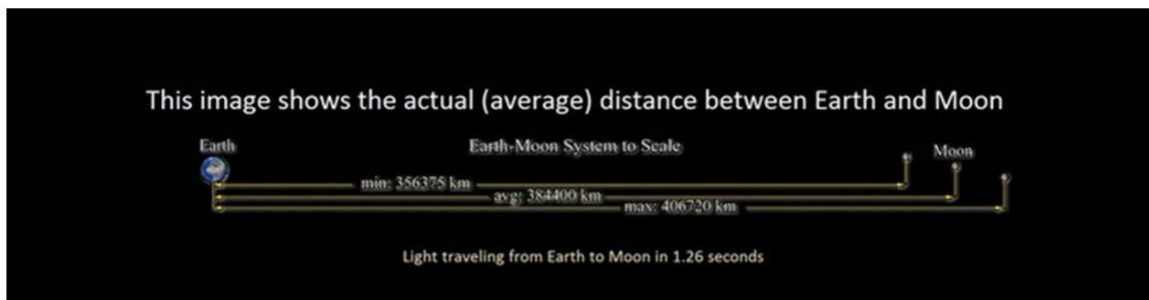 This image shows the actual (average) distance between Earth and Moon
Earth
Earth-Moon System to Scale
Moon
min: 356375 km
avg: 384400 km
max: 406720 km
Light traveling from Earth to Moon in 1.26 seconds